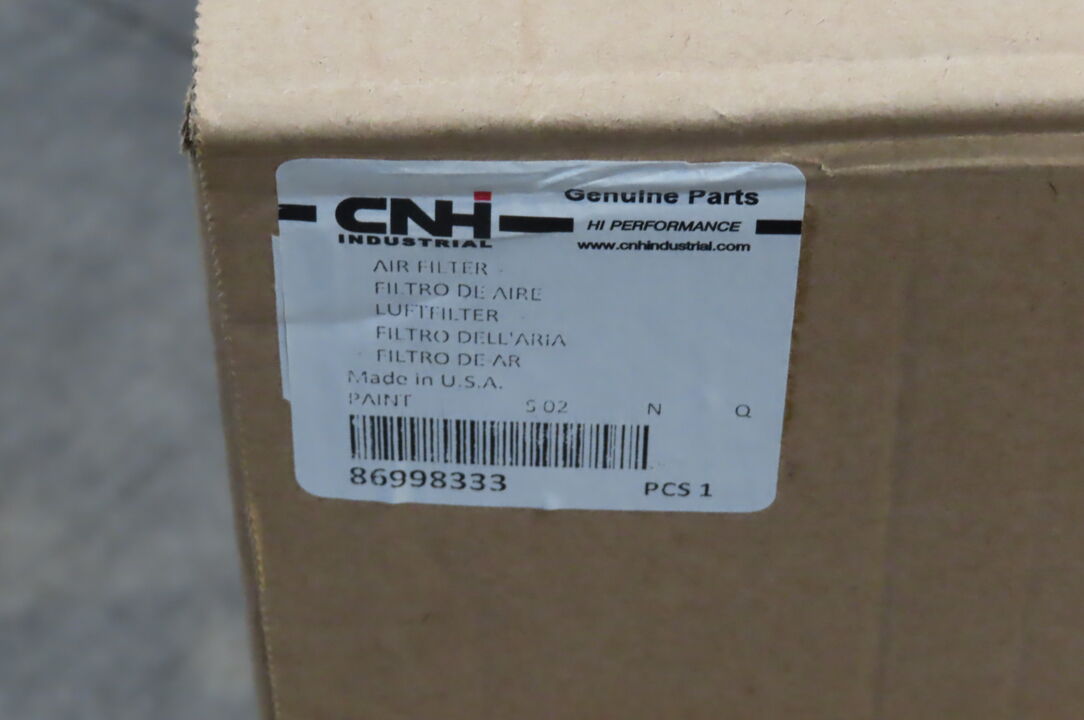 CNH
INDUSTRIAL
Genuine Parts
HI PERFORMANCE
www.cnhindustrial.com
AIR FILTER
FILTRO DE AIRE
LUFTFILTER
FILTRO DELL'ARIA
FILTRO DE AR
Made in U.S.A.
PAINT S 02 N Q
86998333 PCS 1